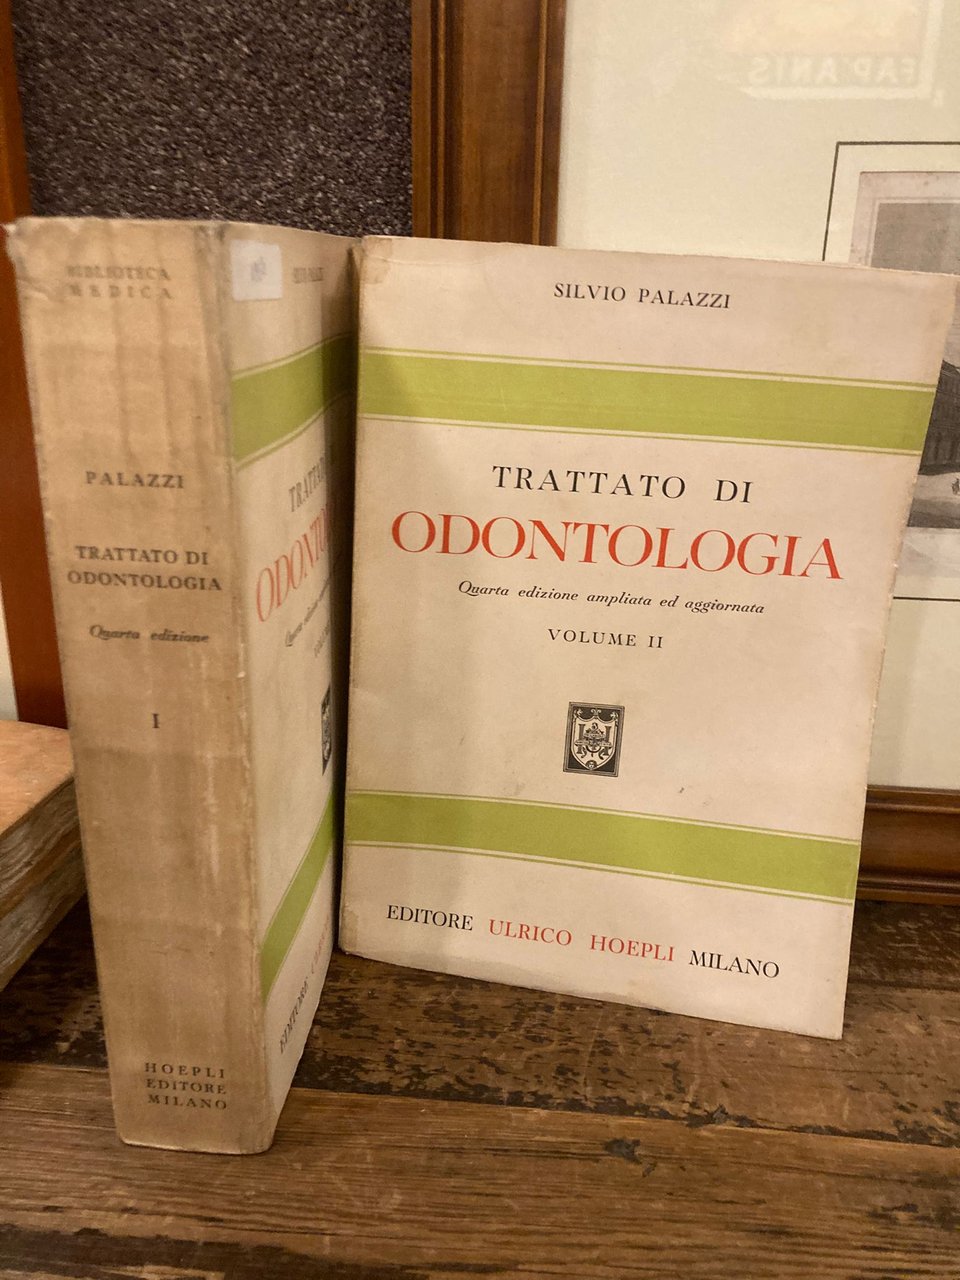 BIBLIOTECA
MEDICA
PALAZZI
TRATTATO DI
ODONTOLOGIA
Quarta edizione
I
HOEPLI
EDITORE
MILANO
SILVIO PALAZZI
TRATTATO DI
ODONTOLOGIA
Quarta edizione ampliata ed aggiornata
VOLUME II
EDITORE ULRICO HOEPLI MILANO